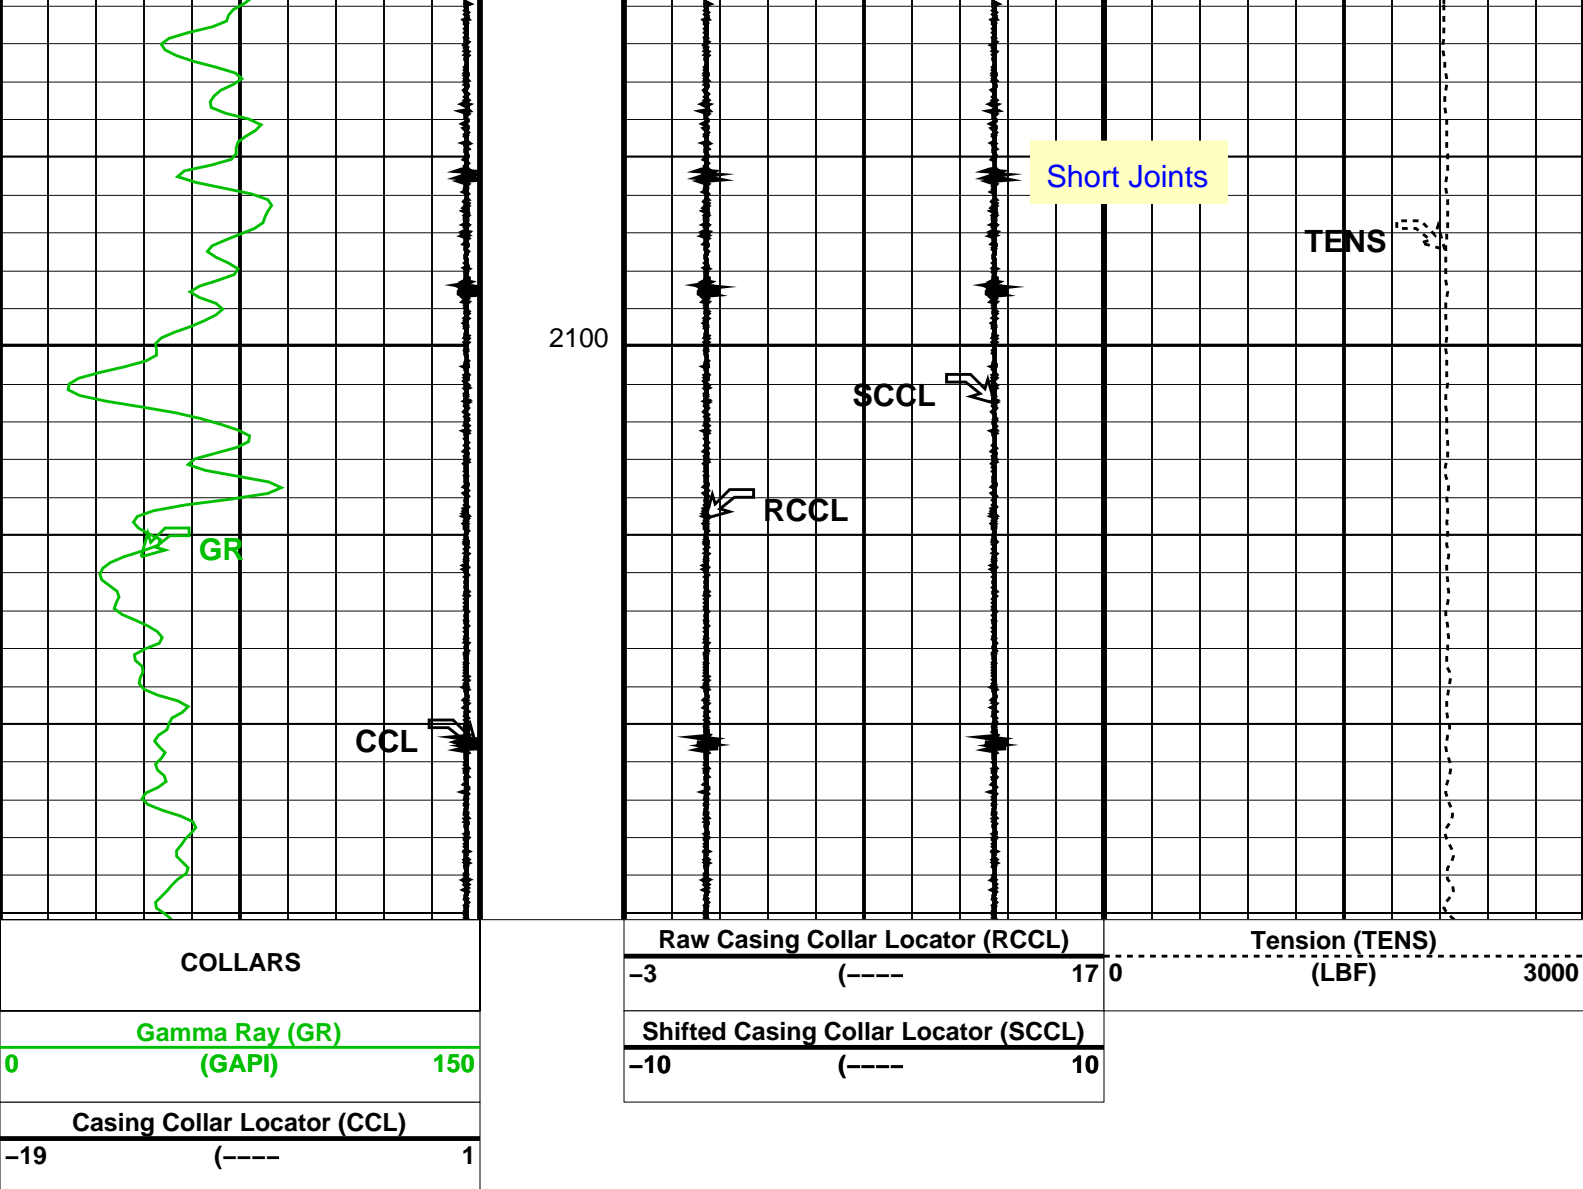 Short Joints
TENS
2100
SCCL
RCCL
GR
CCL
COLLARS
Raw Casing Collar Locator (RCCL)
−3 (−−−− 17
Tension (TENS)
0 (LBF) 3000
Gamma Ray (GR)
0 (GAPI) 150
Shifted Casing Collar Locator (SCCL)
−10 (−−−− 10
Casing Collar Locator (CCL)
−19 (−−−− 1